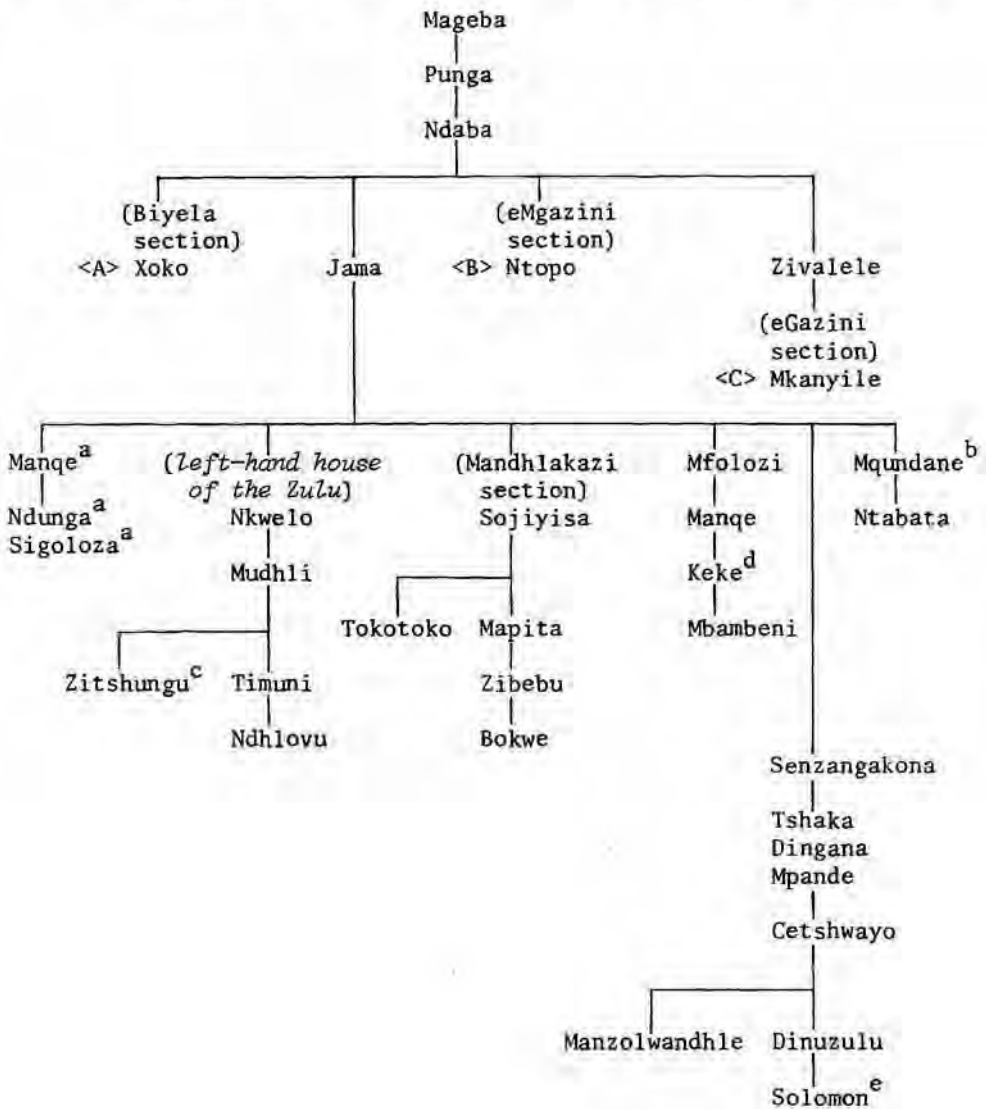 Mageba
Punga
Ndaba
(Biyela
section)
<A> Xoko
Jama
(eMgazini
section)
<B> Ntopo
Zivalele
(eGazini
section)
<C> Mkanyile
Manqe^a
Ndunga^a
Sigoloza^a
(left-hand house
of the Zulu)
Nkwelo
Mudhli
Zitshungu^c
Timuni
Ndhlovu
(Mandhlakazi
section)
Sojiyisa
Tokotoko
Mapita
Zibebu
Bokwe
Mfolozi
Manqe
Keke^d
Mbambeni
Senzangakona
Tshaka
Dingana
Mpande
Cetshwayo
Manzolwandhle
Dinuzulu
Solomon^e
Mqundane^b
Ntabata